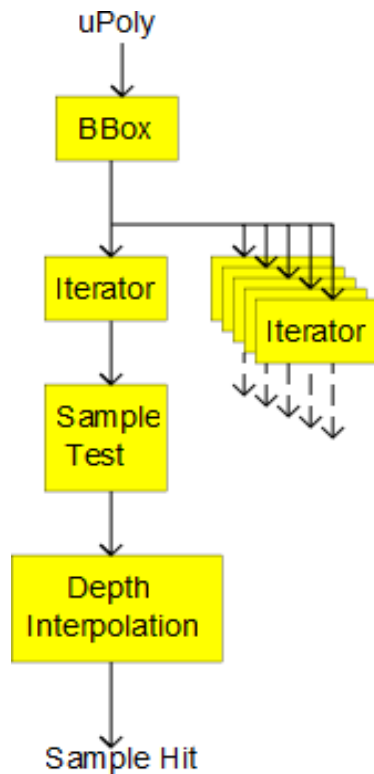 uPoly
BBox
Iterator
Iterator
Sample
Test
Depth
Interpolation
Sample Hit